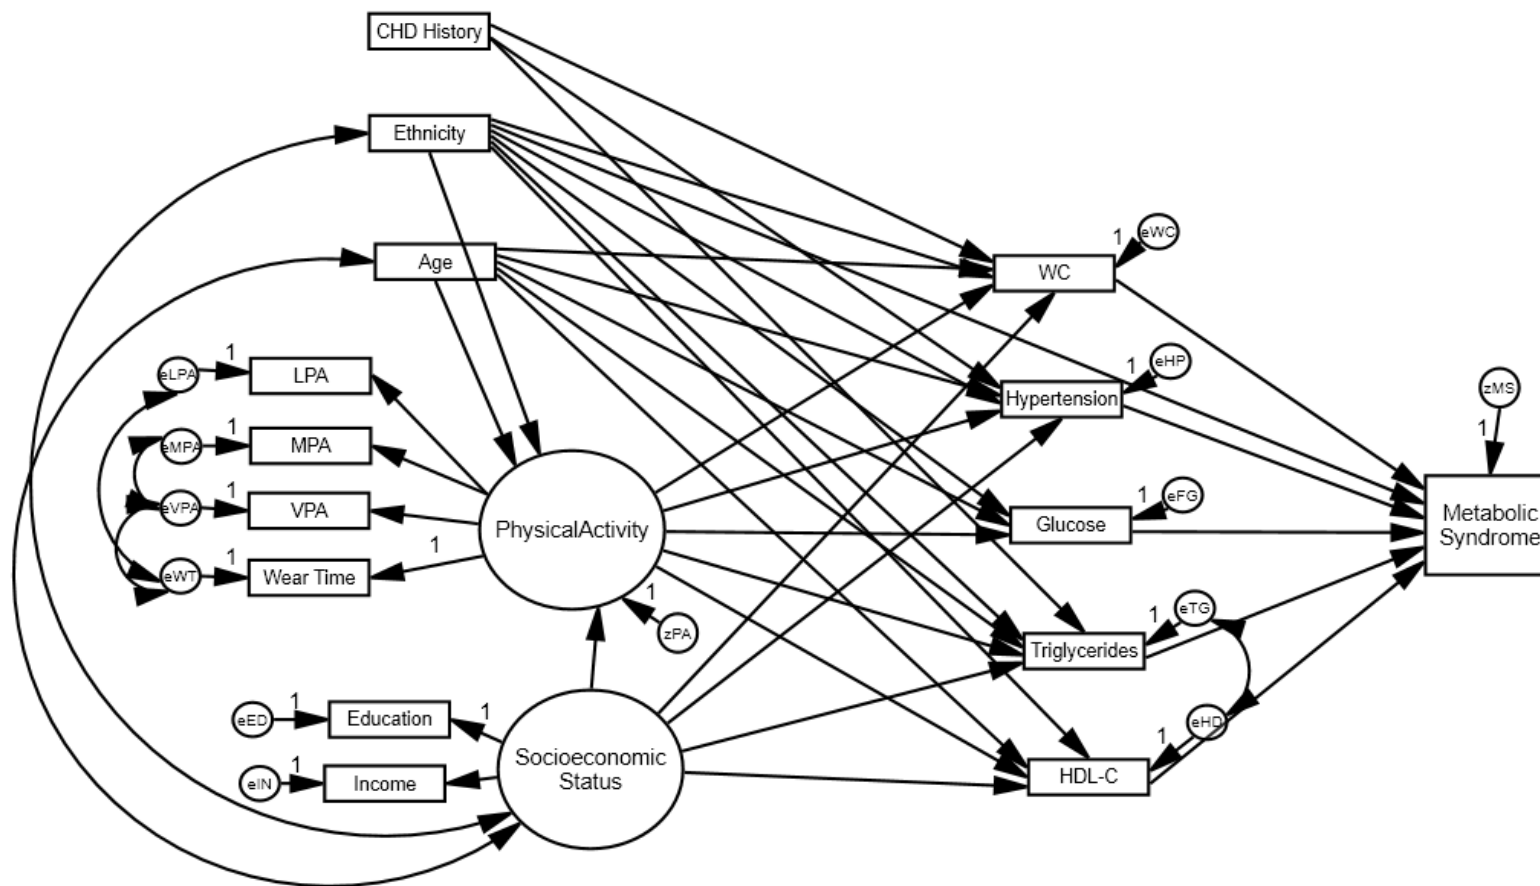 CHD History
Ethnicity
1
eWC
Age
WC
1
eLPA
LPA
1
eHP
Hypertension
zMS
1
1
eMPA
MPA
1
eVPA
VPA
PhysicalActivity
1
eFG
Glucose
Metabolic
Syndrome
1
eWT
Wear Time
1
1
zPA
1
eTG
Triglycerides
1
eED
Education
1
1
eHD
HDL-C
1
eIN
Income
Socioeconomic
Status